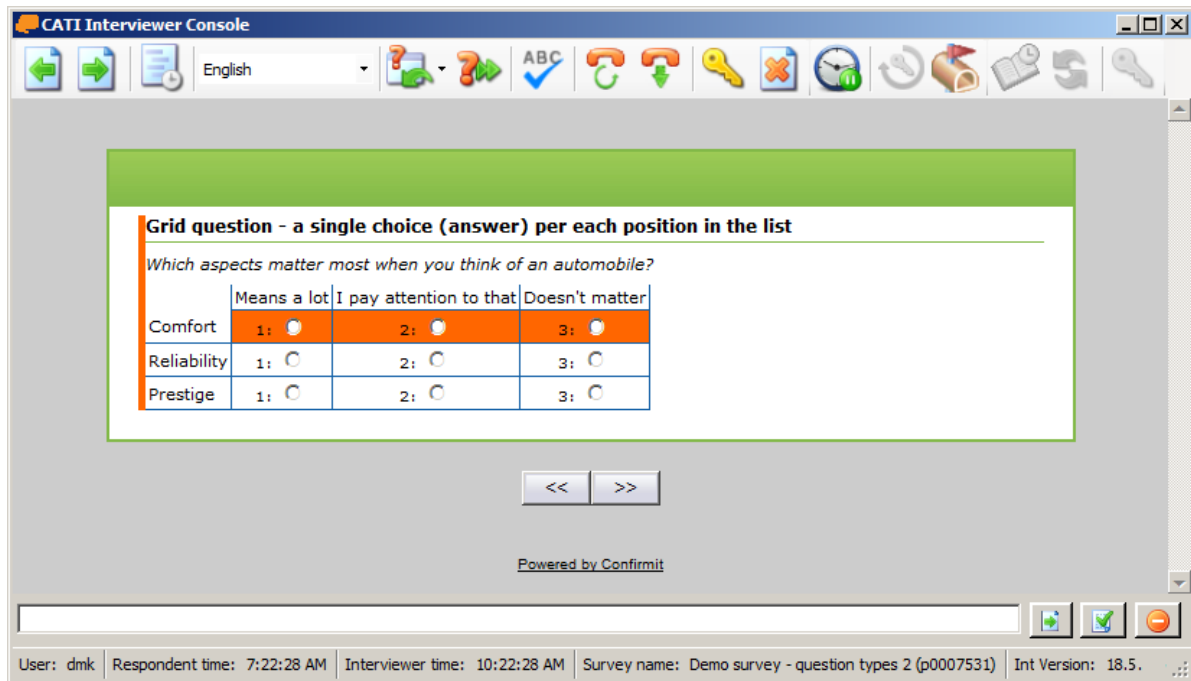 CATI Interviewer Console
English
ABC
Grid question - a single choice (answer) per each position in the list
Which aspects matter most when you think of an automobile?
Means a lot I pay attention to that Doesn't matter
Comfort 1: 2: 3:
Reliability 1: 2: 3:
Prestige 1: 2: 3:
<< >>
Powered by Confirmit
User: dmk Respondent time: 7:22:28 AM Interviewer time: 10:22:28 AM Survey name: Demo survey - question types 2 (p0007531) Int Version: 18.5.